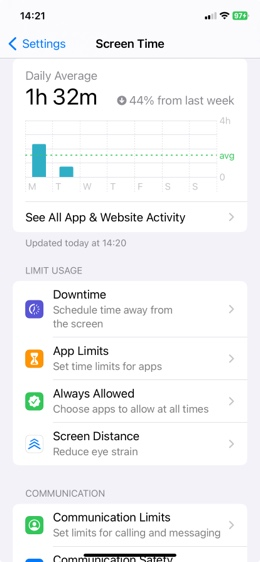 14:21
97+
Settings
Screen Time
Daily Average
1h 32m
44% from last week
4h
avg
0
M T W T F S S
See All App & Website Activity
Updated today at 14:20
LIMIT USAGE
Downtime
Schedule time away from
the screen
App Limits
Set time limits for apps
Always Allowed
Choose apps to allow at all times
Screen Distance
Reduce eye strain
COMMUNICATION
Communication Limits
Set limits for calling and messaging
Communication Safety